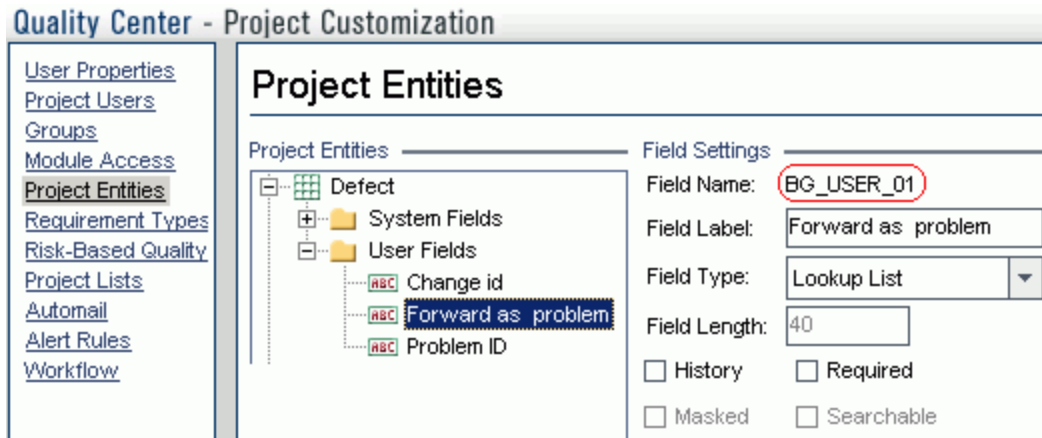 Quality Center - Project Customization
User Properties
Project Users
Groups
Module Access
Project Entities
Requirement Types
Risk-Based Quality
Project Lists
Automail
Alert Rules
Workflow
Project Entities
Project Entities
Defect
System Fields
User Fields
ABC Change id
ABC Forward as  problem
ABC Problem ID
Field Settings
Field Name: BG_USER_01
Field Label: Forward as  problem
Field Type: Lookup List
Field Length: 40
History Required
Masked Searchable